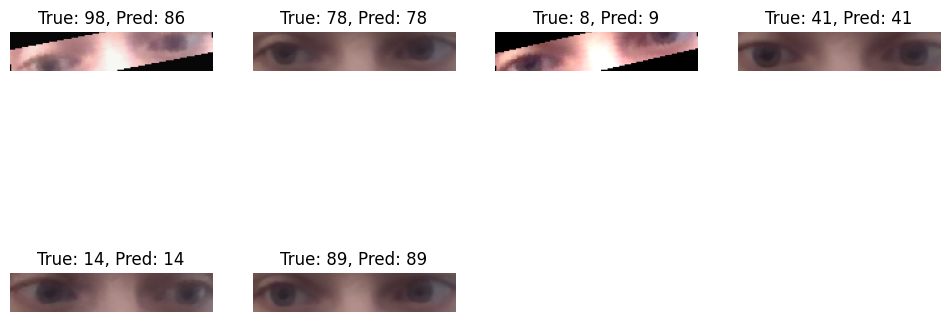 True: 98, Pred: 86
True: 78, Pred: 78
True: 8, Pred: 9
True: 41, Pred: 41
True: 14, Pred: 14
True: 89, Pred: 89